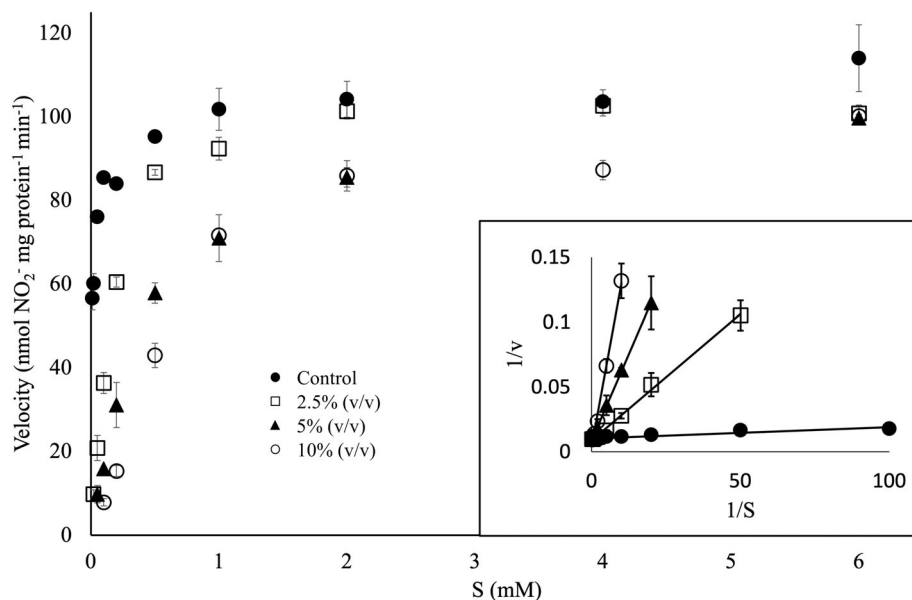 120
100
80
60
40
20
0
Velocity (nmol NO₂⁻ mg protein⁻¹ min⁻¹)
0
1
2
3
4
5
6
S (mM)
Control
2.5% (v/v)
5% (v/v)
10% (v/v)
0.15
0.1
0.05
0
1/v
0
50
100
1/S